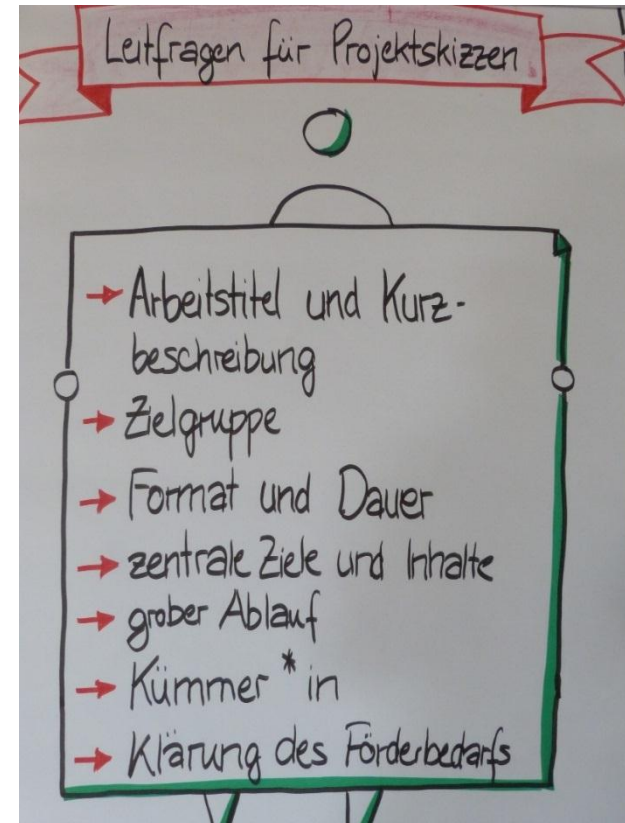 Leitfragen für Projektskizzen
→ Arbeitstitel und Kurz-
beschreibung
→ Zielgruppe
→ Format und Dauer
→ zentrale Ziele und Inhalte
→ grober Ablauf
→ Kümmer*in
→ Klärung des Förderbedarfs